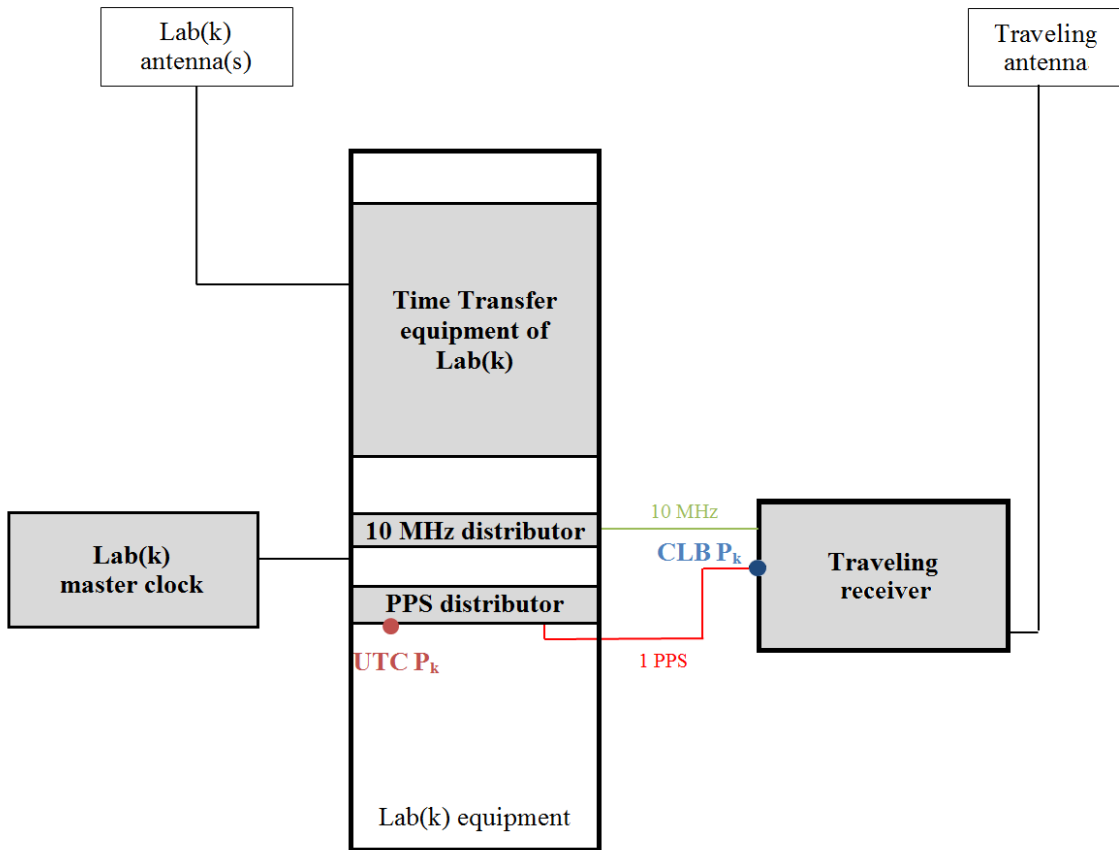 Lab(k)
antenna(s)
Traveling
antenna
Time Transfer
equipment of
Lab(k)
10 MHz distributor
10 MHz
Lab(k)
master clock
CLB Pₖ
Traveling
receiver
PPS distributor
UTC Pₖ
1 PPS
Lab(k) equipment